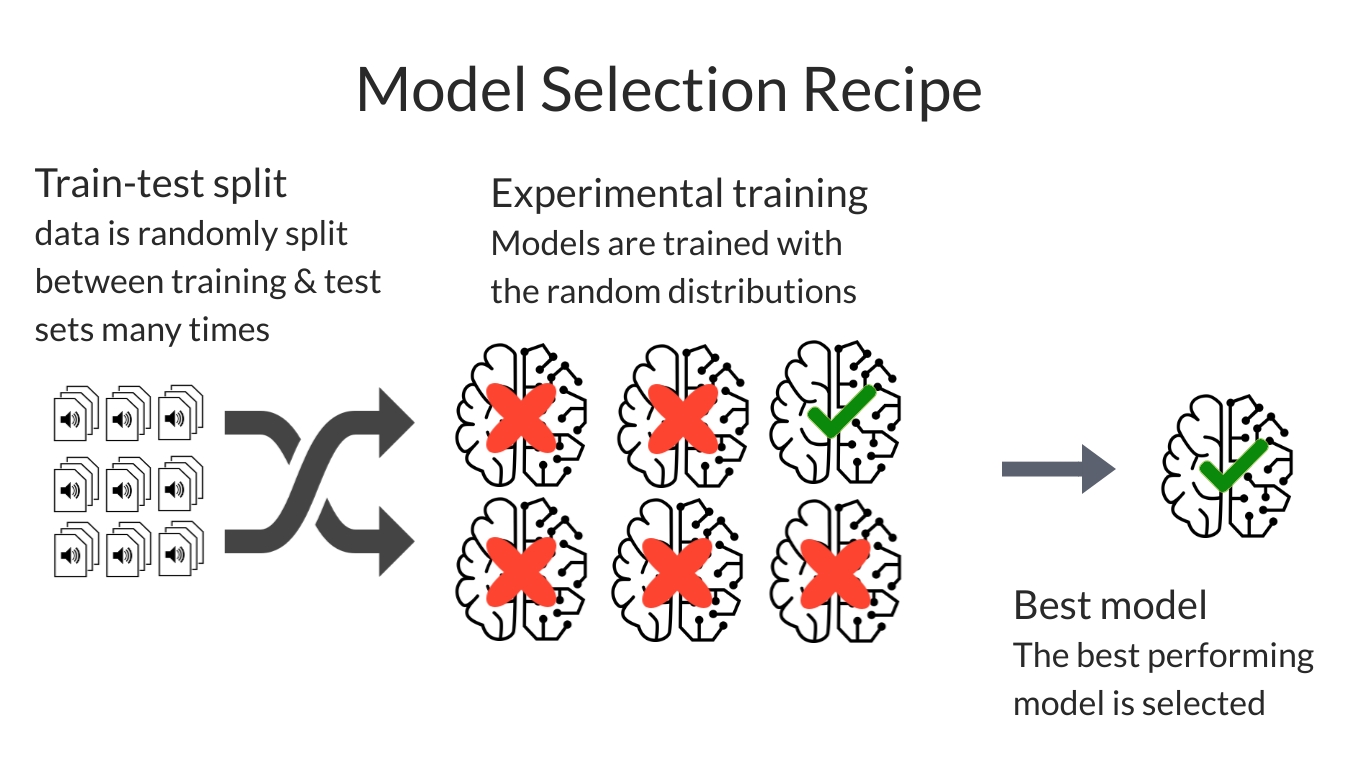 Model Selection Recipe
Train-test split
data is randomly split
between training & test
sets many times
Experimental training
Models are trained with
the random distributions
Best model
The best performing
model is selected